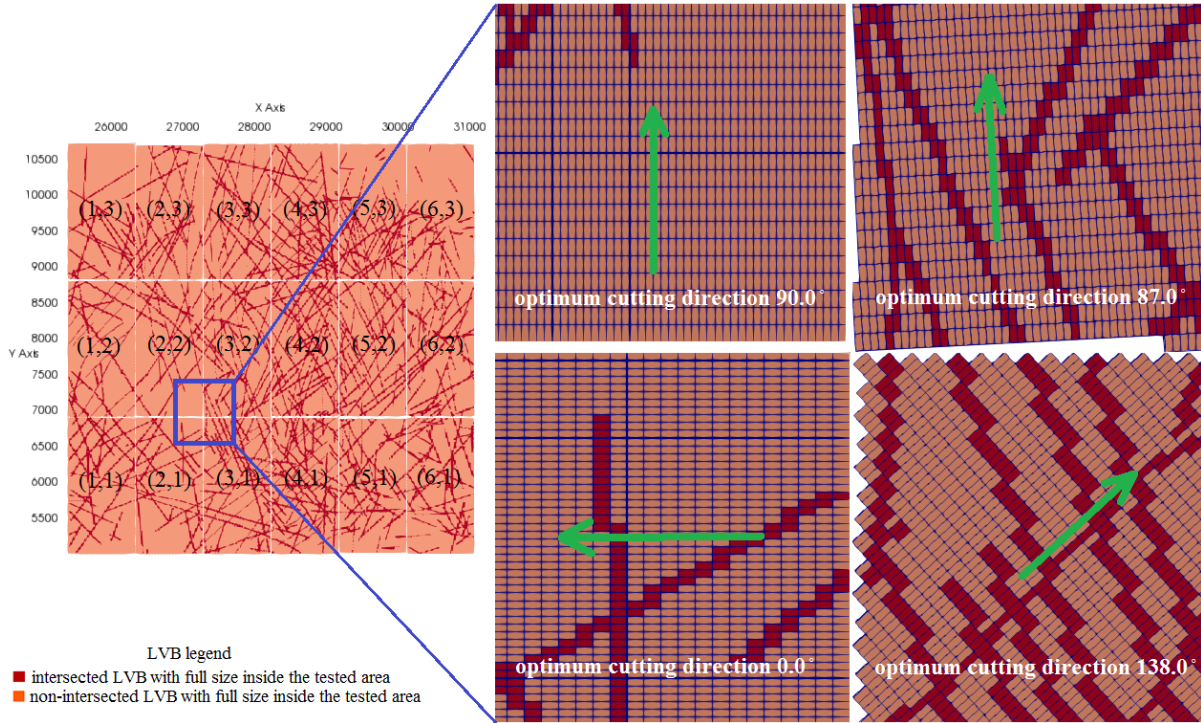 X Axis
26000 27000 28000 29000 30000 31000
10500
10000
9500
9000
8500
8000
Y Axis
7500
7000
6500
6000
5500
(1,3) (2,3) (3,3) (4,3) (5,3) (6,3)
(1,2) (2,2) (3,2) (4,2) (5,2) (6,2)
(1,1) (2,1) (3,1) (4,1) (5,1) (6,1)
optimum cutting direction 90.0°
optimum cutting direction 87.0°
optimum cutting direction 0.0°
optimum cutting direction 138.0°
LVB legend
intersected LVB with full size inside the tested area
non-intersected LVB with full size inside the tested area